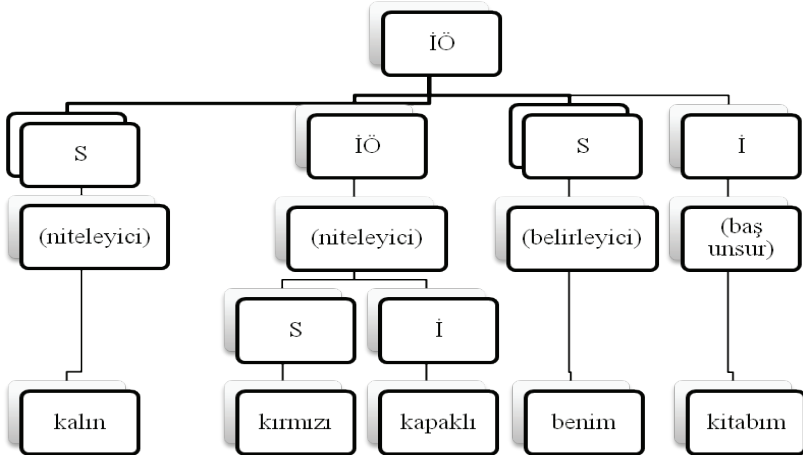 İÖ
S
İÖ
S
İ
(niteleyici)
(niteleyici)
(belirleyici)
(baş
unsur)
S
İ
kalın
kırmızı
kapaklı
benim
kitabım